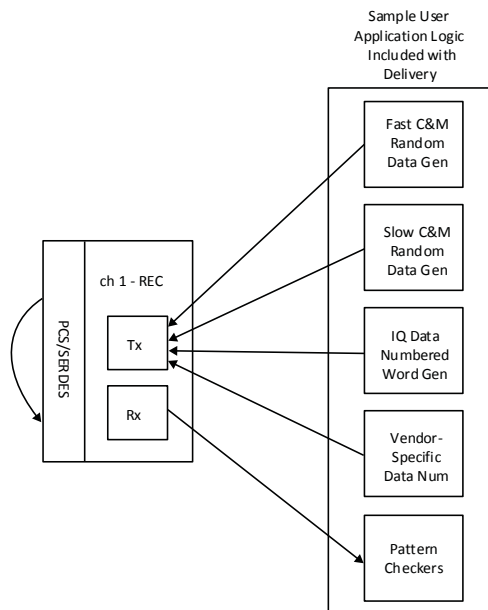 Sample User
Application Logic
Included with
Delivery
Fast C&M
Random
Data Gen
Slow C&M
Random
Data Gen
ch 1 - REC
PCS/SERDES
Tx
IQ Data
Numbered
Word Gen
Rx
Vendor-
Specific
Data Num
Pattern
Checkers